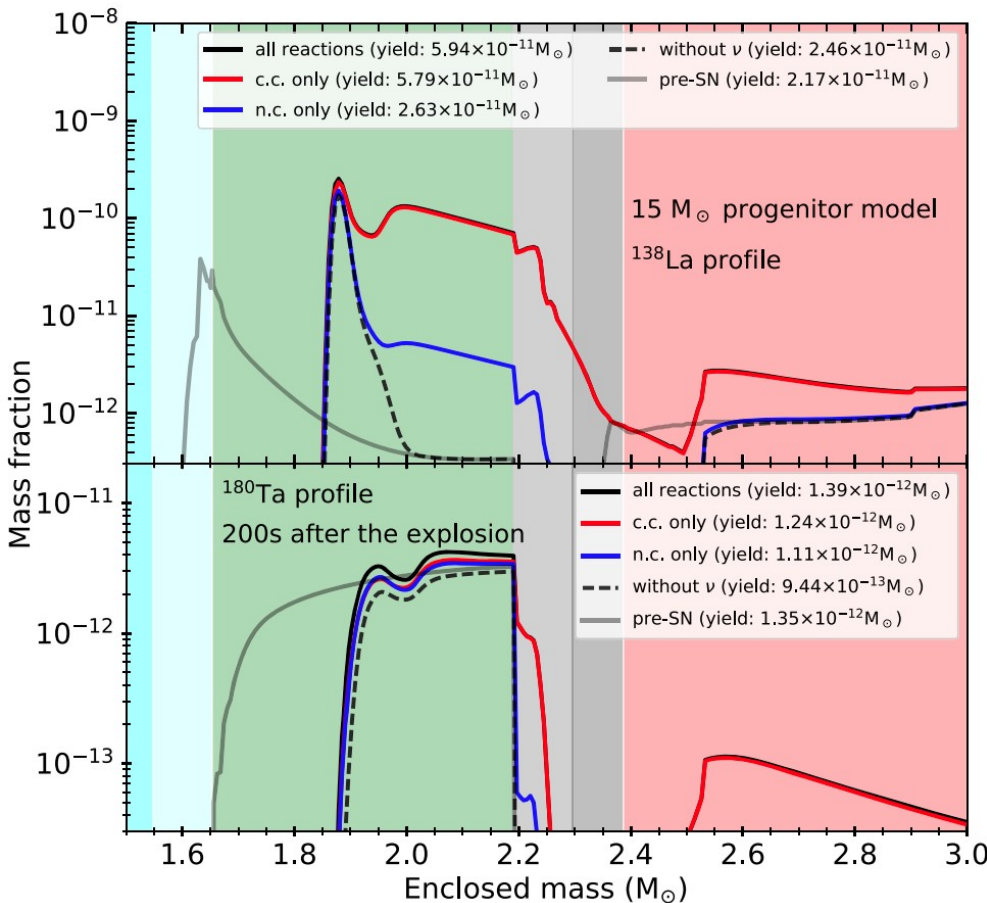 10⁻⁸
all reactions (yield: 5.94×10⁻¹¹M☉)
c.c. only (yield: 5.79×10⁻¹¹M☉)
n.c. only (yield: 2.63×10⁻¹¹M☉)
without ν (yield: 2.46×10⁻¹¹M☉)
pre-SN (yield: 2.17×10⁻¹¹M☉)
10⁻⁹
10⁻¹⁰
10⁻¹¹
10⁻¹²
15 M☉ progenitor model
¹³⁸La profile
Mass fraction
¹⁸⁰Ta profile
200s after the explosion
all reactions (yield: 1.39×10⁻¹²M☉)
c.c. only (yield: 1.24×10⁻¹²M☉)
n.c. only (yield: 1.11×10⁻¹²M☉)
without ν (yield: 9.44×10⁻¹³M☉)
pre-SN (yield: 1.35×10⁻¹²M☉)
10⁻¹¹
10⁻¹²
10⁻¹³
1.6 1.8 2.0 2.2 2.4 2.6 2.8 3.0
Enclosed mass (M☉)